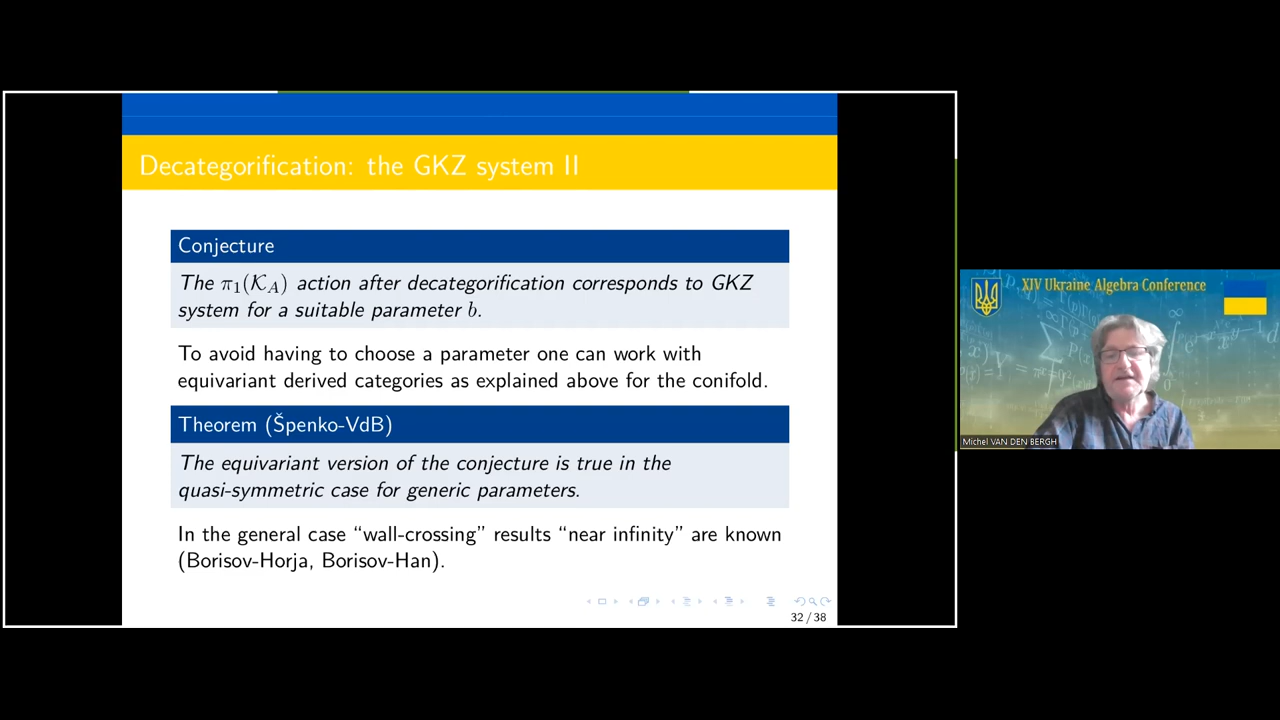 Decategorification: the GKZ system II
Conjecture
The π₁(𝒦_A) action after decategorification corresponds to GKZ
system for a suitable parameter b.
To avoid having to choose a parameter one can work with
equivariant derived categories as explained above for the conifold.
Theorem (Špenko-VdB)
The equivariant version of the conjecture is true in the
quasi-symmetric case for generic parameters.
In the general case “wall-crossing” results “near infinity” are known
(Borisov-Horja, Borisov-Han).
32 / 38
XIV Ukraine Algebra Conference
Michel VAN DEN BERGH